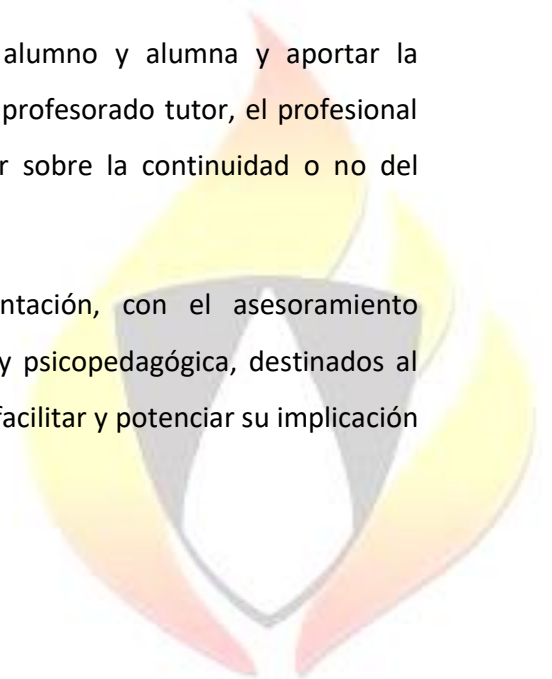 alumno y alumna y aportar la
profesorado tutor, el profesional
r sobre la continuidad o no del
ntación, con el asesoramiento
y psicopedagógica, destinados al
facilitar y potenciar su implicación